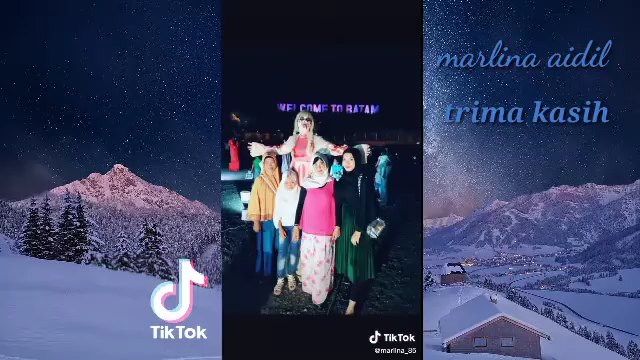 marlina aidil
WELCOME TO BATAM
trima kasih
TikTok
TikTok
@marlina_85